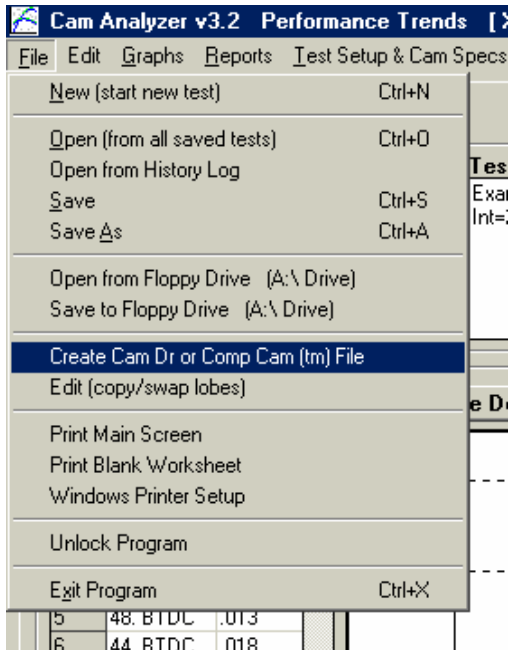 Cam Analyzer v3.2 Performance Trends [
File Edit Graphs Reports Test Setup & Cam Specs
New (start new test) Ctrl+N
Open (from all saved tests) Ctrl+O
Open from History Log
Save Ctrl+S
Save As Ctrl+A
Open from Floppy Drive (A:\ Drive)
Save to Floppy Drive (A:\ Drive)
Create Cam Dr or Comp Cam (tm) File
Edit (copy/swap lobes)
Print Main Screen
Print Blank Worksheet
Windows Printer Setup
Unlock Program
Exit Program Ctrl+X
Tes
Exa
Int=
e D
5 48. BTDC .013
6 44. BTDC .018